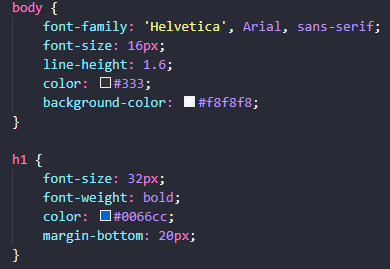 body {
    font-family: 'Helvetica', Arial, sans-serif;
    font-size: 16px;
    line-height: 1.6;
    color: #333;
    background-color: #f8f8f8;
}

h1 {
    font-size: 32px;
    font-weight: bold;
    color: #0066cc;
    margin-bottom: 20px;
}